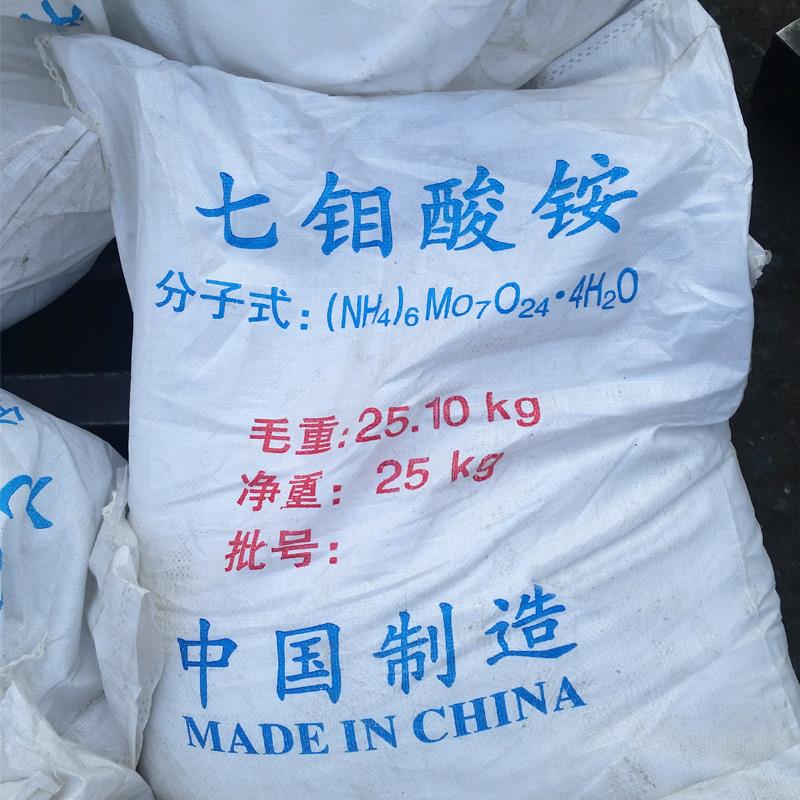 七钼酸铵
分子式：(NH₄)₆Mo₇O₂₄·4H₂O
毛重:25.10 kg
净重：25 kg
批号：
中国制造
MADE IN CHINA